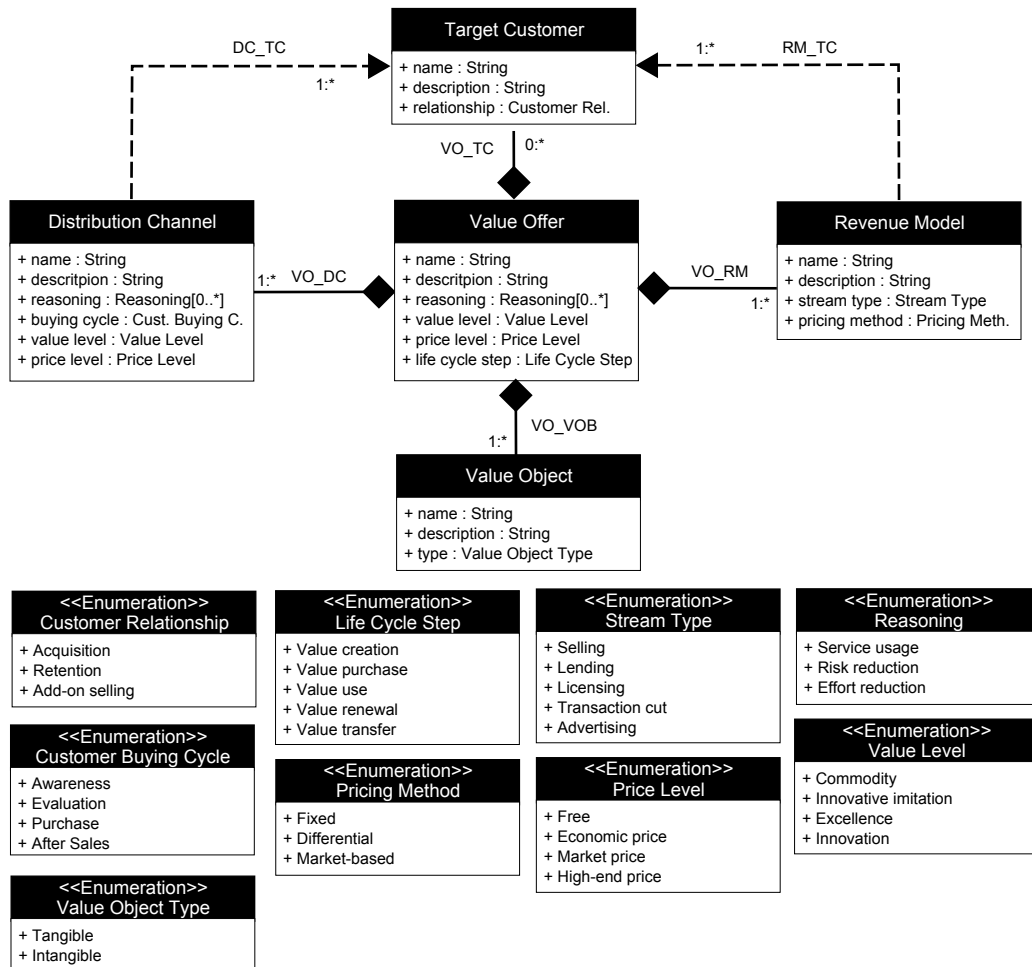 Target Customer
+ name : String
+ description : String
+ relationship : Customer Rel.
DC_TC
1:*
1:*
RM_TC
VO_TC
0:*
Distribution Channel
+ name : String
+ descritpion : String
+ reasoning : Reasoning[0..*]
+ buying cycle : Cust. Buying C.
+ value level : Value Level
+ price level : Price Level
1:*
VO_DC
Value Offer
+ name : String
+ descritpion : String
+ reasoning : Reasoning[0..*]
+ value level : Value Level
+ price level : Price Level
+ life cycle step : Life Cycle Step
VO_RM
1:*
Revenue Model
+ name : String
+ description : String
+ stream type : Stream Type
+ pricing method : Pricing Meth.
VO_VOB
1:*
Value Object
+ name : String
+ description : String
+ type : Value Object Type
<<Enumeration>>
Customer Relationship
+ Acquisition
+ Retention
+ Add-on selling
<<Enumeration>>
Life Cycle Step
+ Value creation
+ Value purchase
+ Value use
+ Value renewal
+ Value transfer
<<Enumeration>>
Stream Type
+ Selling
+ Lending
+ Licensing
+ Transaction cut
+ Advertising
<<Enumeration>>
Reasoning
+ Service usage
+ Risk reduction
+ Effort reduction
<<Enumeration>>
Customer Buying Cycle
+ Awareness
+ Evaluation
+ Purchase
+ After Sales
<<Enumeration>>
Pricing Method
+ Fixed
+ Differential
+ Market-based
<<Enumeration>>
Price Level
+ Free
+ Economic price
+ Market price
+ High-end price
<<Enumeration>>
Value Level
+ Commodity
+ Innovative imitation
+ Excellence
+ Innovation
<<Enumeration>>
Value Object Type
+ Tangible
+ Intangible